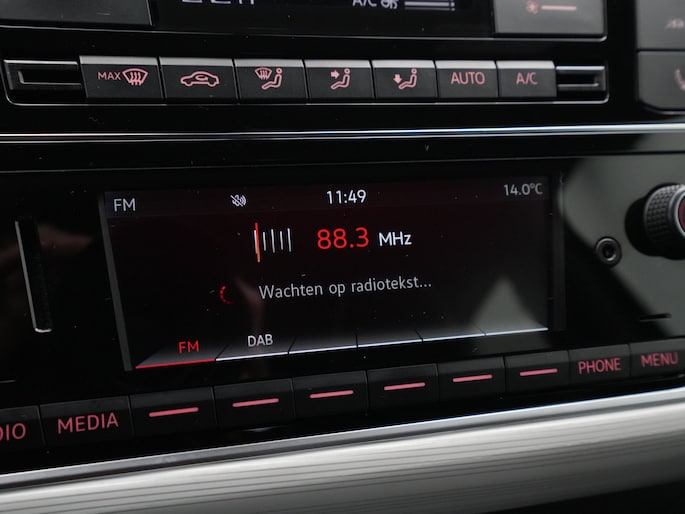 A/C
MAX
AUTO A/C
FM 11:49 14.0°C
88.3 MHz
Wachten op radiotekst...
FM DAB
MEDIA PHONE MENU